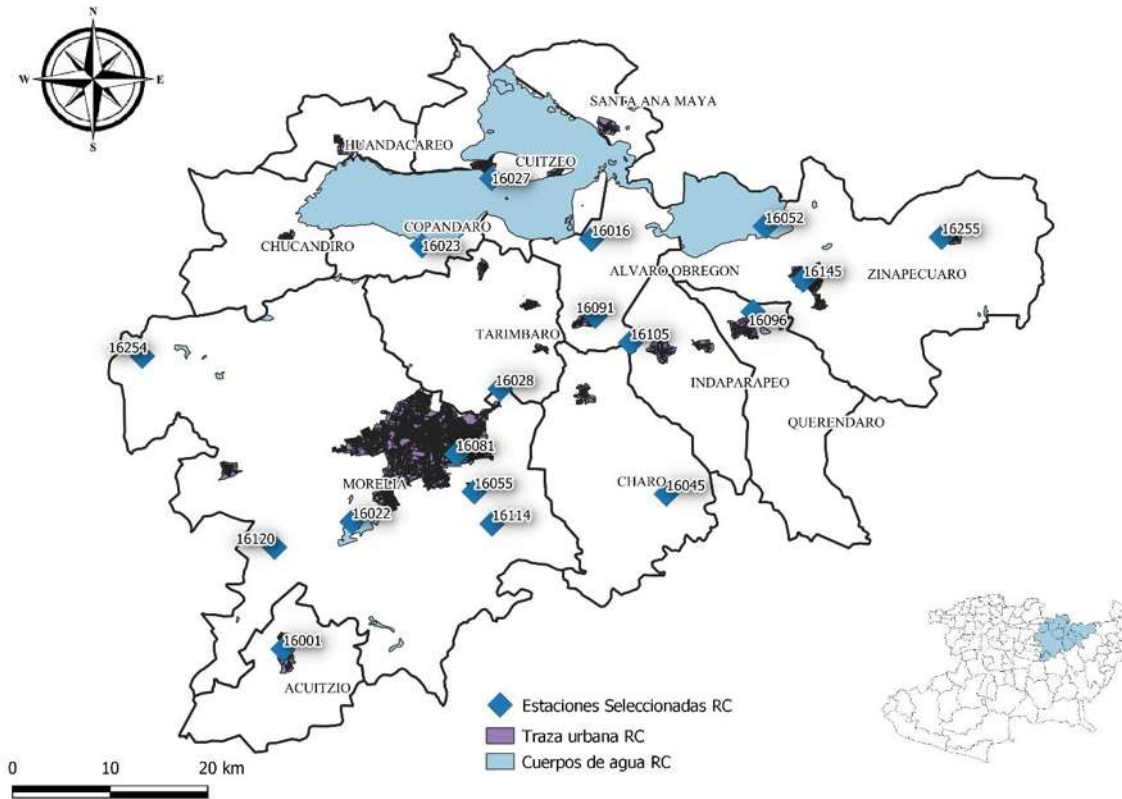 N
W
E
S
SANTA ANA MAYA
HUANDACAREO
CUITZEO
16027
COPANDARO
16023
CHUCANDIRO
16016
16052
16255
ALVARO OBREGON
16145
ZINAPECUARO
16091
16096
TARIMBARO
16105
16254
INDAPARAPEO
16028
QUERENDARO
16081
MORELIA
16055
CHARO
16045
16022
16114
16120
16001
ACUITZIO
Estaciones Seleccionadas RC
Traza urbana RC
Cuerpos de agua RC
0 10 20 km